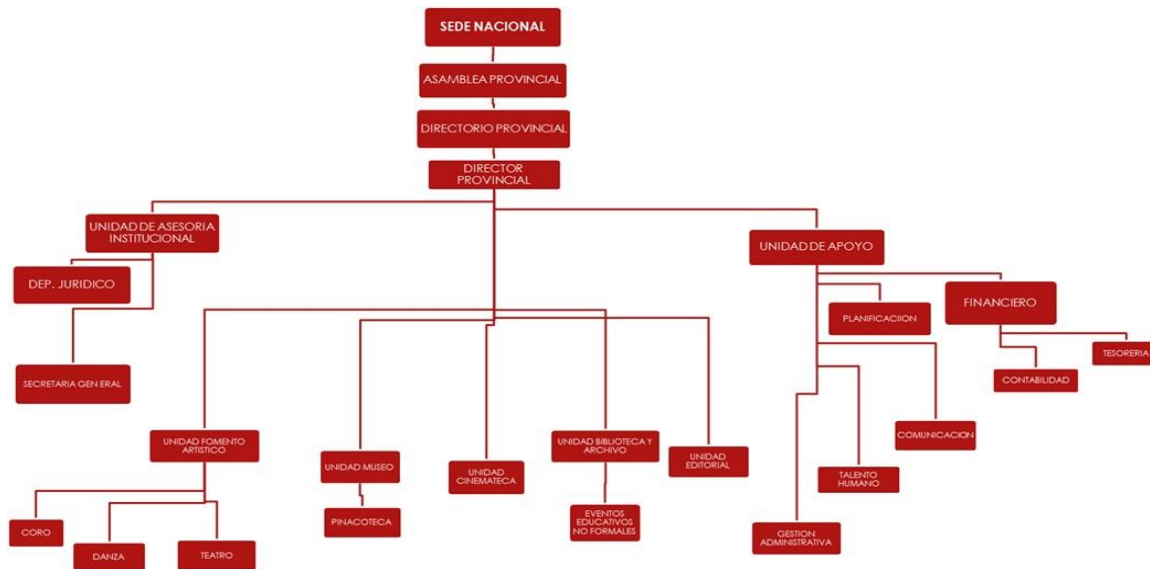 SEDE NACIONAL
ASAMBLEA PROVINCIAL
DIRECTORIO PROVINCIAL
DIRECTOR
PROVINCIAL
UNIDAD DE ASESORIA
INSTITUCIONAL
UNIDAD DE APOYO
DEP. JURIDICO
FINANCIERO
PLANIFICACIION
TESORERIA
SECRETARIA GEN ERAL
CONTABILIDAD
UNIDAD FOMENTO
ARTISTICO
UNIDAD MUSEO
UNIDAD
CINEMATECA
UNIDAD BIBLIOTECA Y
ARCHIVO
UNIDAD
EDITORIAL
COMUNICACION
TALENTO
HUMANO
PINACOTECA
EVENTOS
EDUCATIVOS
NO FORMALES
GESTION
ADMINISTRATIVA
CORO
DANZA
TEATRO